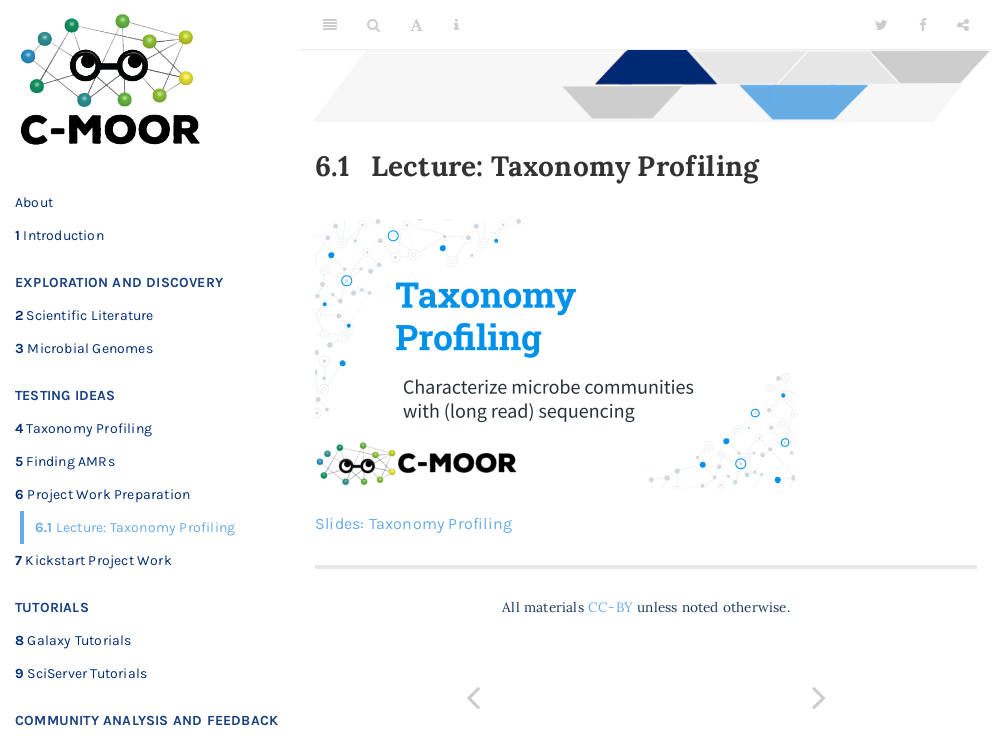 C-MOOR
About
1 Introduction
EXPLORATION AND DISCOVERY
2 Scientific Literature
3 Microbial Genomes
TESTING IDEAS
4 Taxonomy Profiling
5 Finding AMRs
6 Project Work Preparation
6.1 Lecture: Taxonomy Profiling
7 Kickstart Project Work
TUTORIALS
8 Galaxy Tutorials
9 SciServer Tutorials
COMMUNITY ANALYSIS AND FEEDBACK
A
6.1 Lecture: Taxonomy Profiling
Taxonomy
Profiling
Characterize microbe communities
with (long read) sequencing
C-MOOR
Slides: Taxonomy Profiling
All materials CC-BY unless noted otherwise.